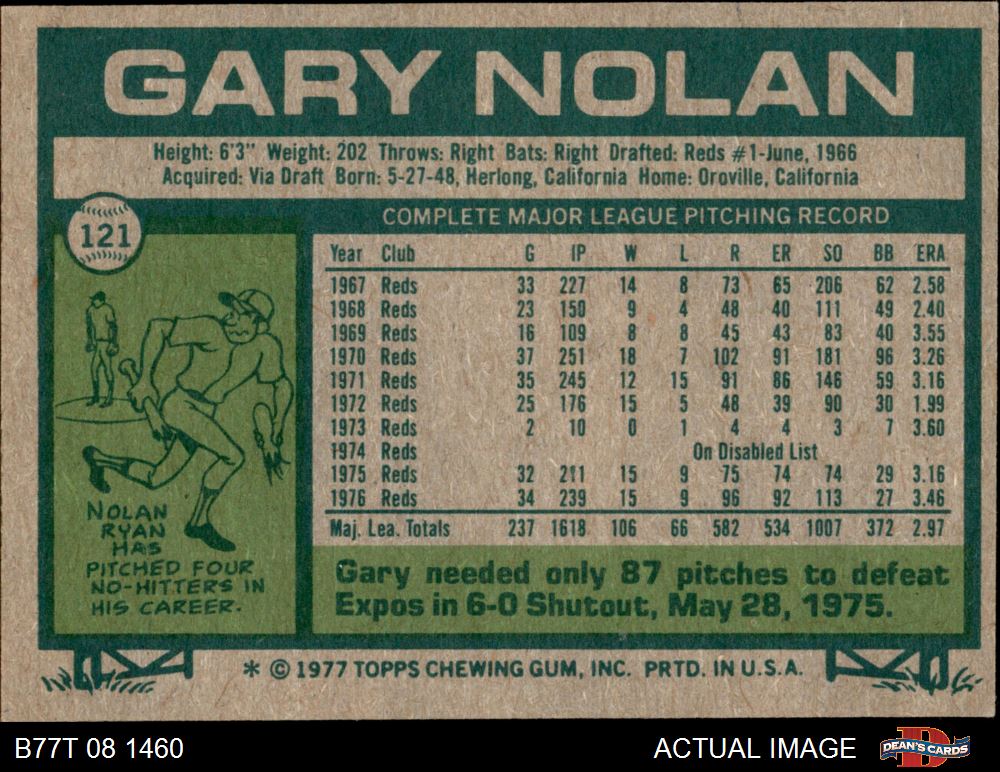 GARY NOLAN
Height: 6'3" Weight: 202 Throws: Right Bats: Right Drafted: Reds #1-June, 1966
Acquired: Via Draft Born: 5-27-48, Herlong, California Home: Oroville, California
121
COMPLETE MAJOR LEAGUE PITCHING RECORD
Year Club G IP W L R ER SO BB ERA
1967 Reds 33 227 14 8 73 65 206 62 2.58
1968 Reds 23 150 9 4 48 40 111 49 2.40
1969 Reds 16 109 8 8 45 43 83 40 3.55
1970 Reds 37 251 18 7 102 91 181 96 3.26
1971 Reds 35 245 12 15 91 86 146 59 3.16
1972 Reds 25 176 15 5 48 39 90 30 1.99
1973 Reds 2 10 0 1 4 4 3 7 3.60
1974 Reds On Disabled List
1975 Reds 32 211 15 9 75 74 74 29 3.16
1976 Reds 34 239 15 9 96 92 113 27 3.46
Maj. Lea. Totals 237 1618 106 66 582 534 1007 372 2.97
NOLAN
RYAN
HAS
PITCHED FOUR
NO-HITTERS IN
HIS CAREER.
Gary needed only 87 pitches to defeat
Expos in 6-0 Shutout, May 28, 1975.
* © 1977 TOPPS CHEWING GUM, INC. PRTD. IN U.S.A.
B77T 08 1460
ACTUAL IMAGE
D
DEAN'S CARDS